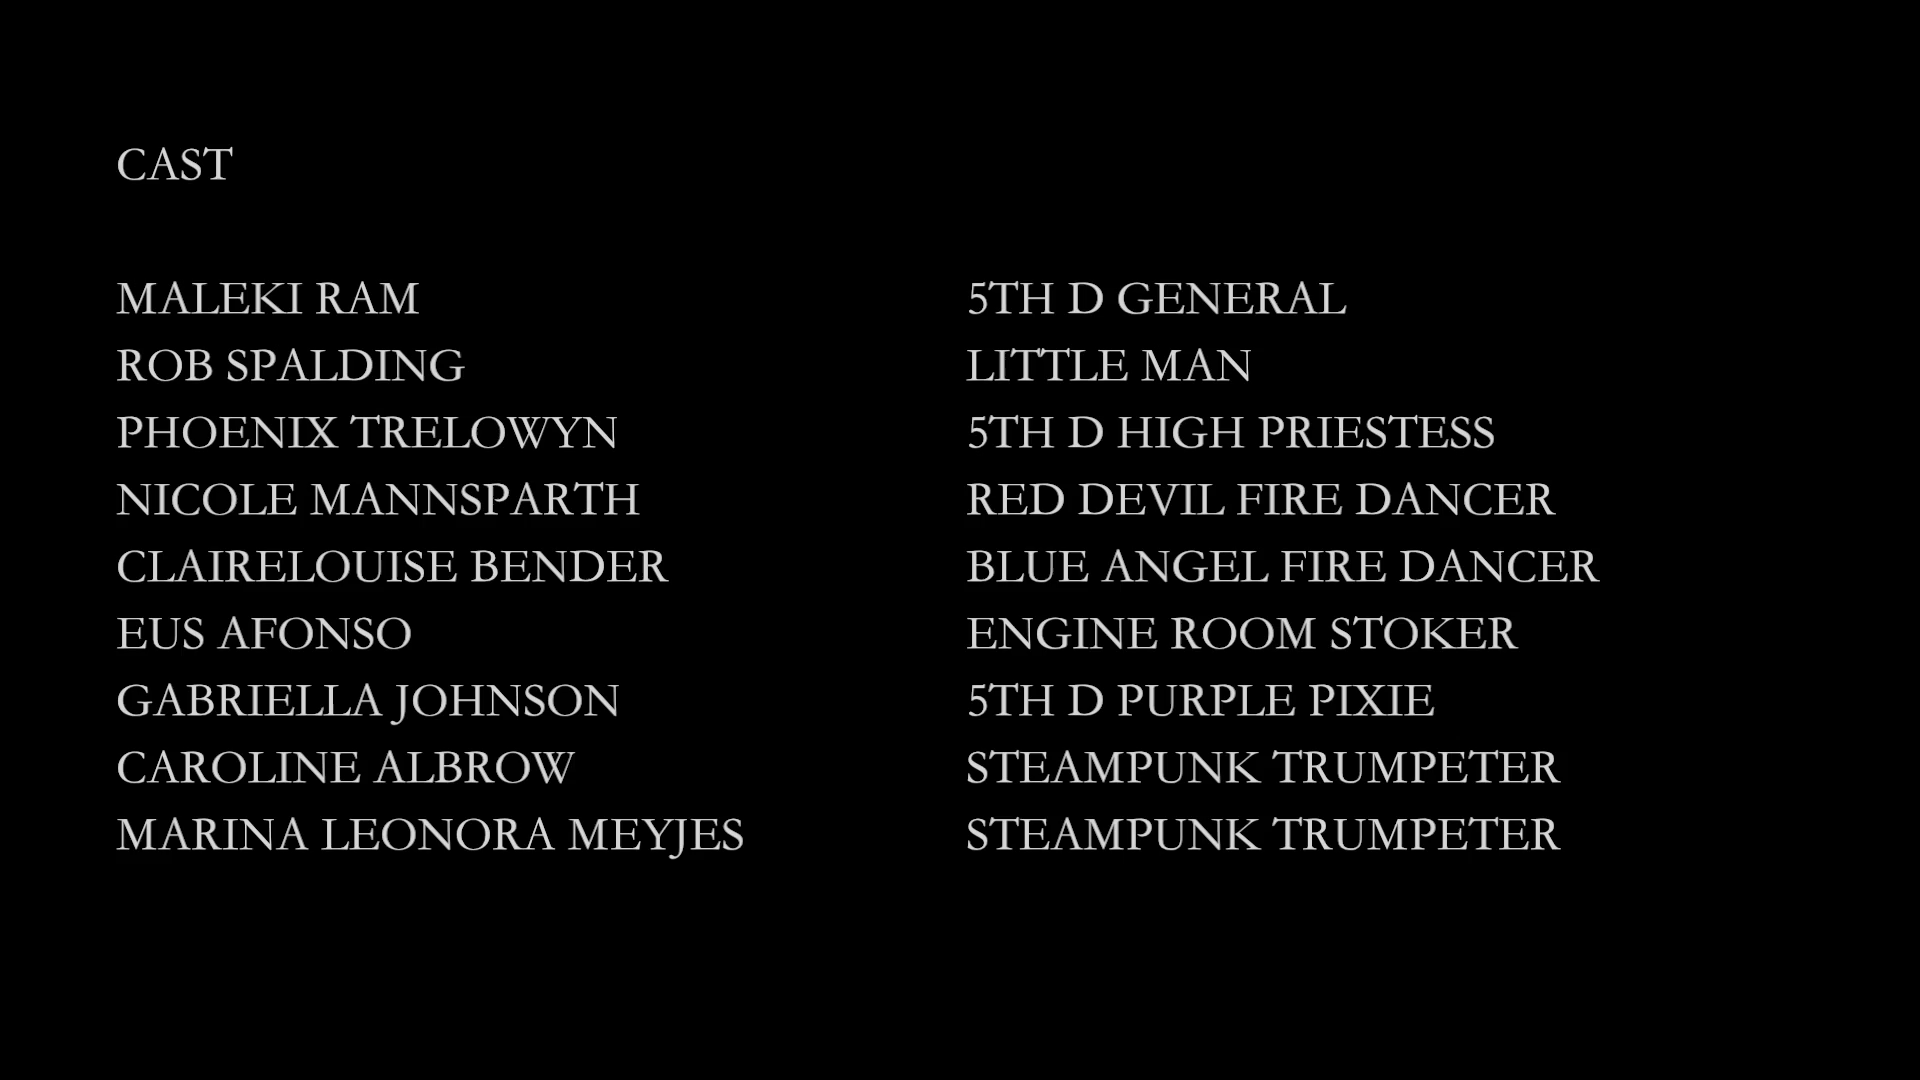 CAST
MALEKI RAM 5TH D GENERAL
ROB SPALDING LITTLE MAN
PHOENIX TRELOWYN 5TH D HIGH PRIESTESS
NICOLE MANNSPARTH RED DEVIL FIRE DANCER
CLAIRELOUISE BENDER BLUE ANGEL FIRE DANCER
EUS AFONSO ENGINE ROOM STOKER
GABRIELLA JOHNSON 5TH D PURPLE PIXIE
CAROLINE ALBROW STEAMPUNK TRUMPETER
MARINA LEONORA MEYJES STEAMPUNK TRUMPETER